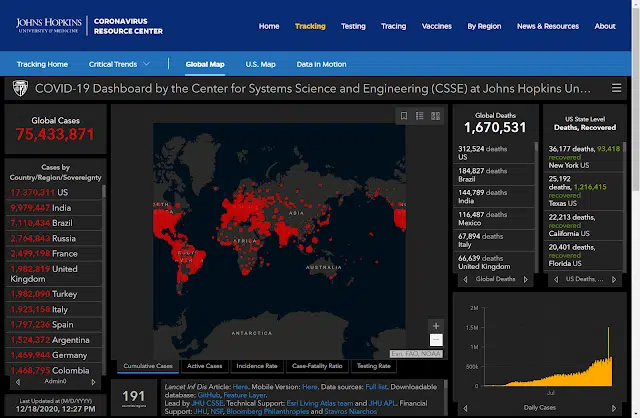 JOHNS HOPKINS
UNIVERSITY & MEDICINE
CORONAVIRUS
RESOURCE CENTER
Home Tracking Testing Tracing Vaccines By Region News & Resources About
Tracking Home Critical Trends Global Map U.S. Map Data in Motion
COVID-19 Dashboard by the Center for Systems Science and Engineering (CSSE) at Johns Hopkins Un...
Global Cases
75,433,871
Cases by
Country/Region/Sovereignty
17,370,311 US
9,979,447 India
7,110,434 Brazil
2,764,843 Russia
2,499,198 France
1,982,819 United
Kingdom
1,982,090 Turkey
1,923,158 Italy
1,797,236 Spain
1,524,372 Argentina
1,469,944 Germany
1,468,795 Colombia
Admin0
Last Updated at (M/D/YYYY)
12/18/2020, 12:27 PM
ASIA
AFRICA
AUSTRALIA
ANTARCTICA
Esri, FAO, NOAA
Cumulative Cases Active Cases Incidence Rate Case-Fatality Ratio Testing Rate
191
countries/regions
Lancet Inf Dis Article: Here. Mobile Version: Here. Data sources: Full list. Downloadable
database: GitHub, Feature Layer.
Lead by JHU CSSE. Technical Support: Esri Living Atlas team and JHU APL. Financial
Support: JHU, NSF, Bloomberg Philanthropies and Stavros Niarchos
Global Deaths
1,670,531
312,524 deaths
US
184,827 deaths
Brazil
144,789 deaths
India
116,487 deaths
Mexico
67,894 deaths
Italy
66,639 deaths
United Kingdom
Global Deaths
US State Level
Deaths, Recovered
36,177 deaths, 93,418
recovered
New York US
25,192
deaths, 1,216,415
recovered
Texas US
22,213 deaths,
recovered
California US
20,401 deaths,
recovered
Florida US
US Deaths, ...
2M
1.5M
1M
500k
0
Jul
Daily Cases